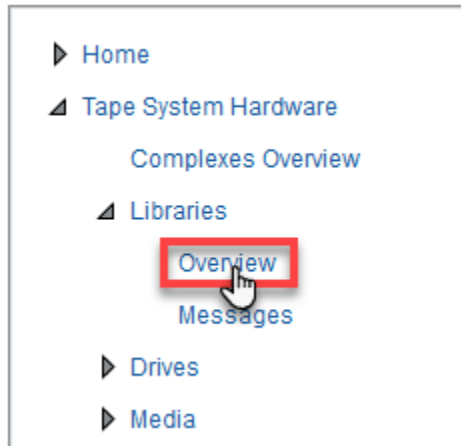 Home
Tape System Hardware
Complexes Overview
Libraries
Overview
Messages
Drives
Media